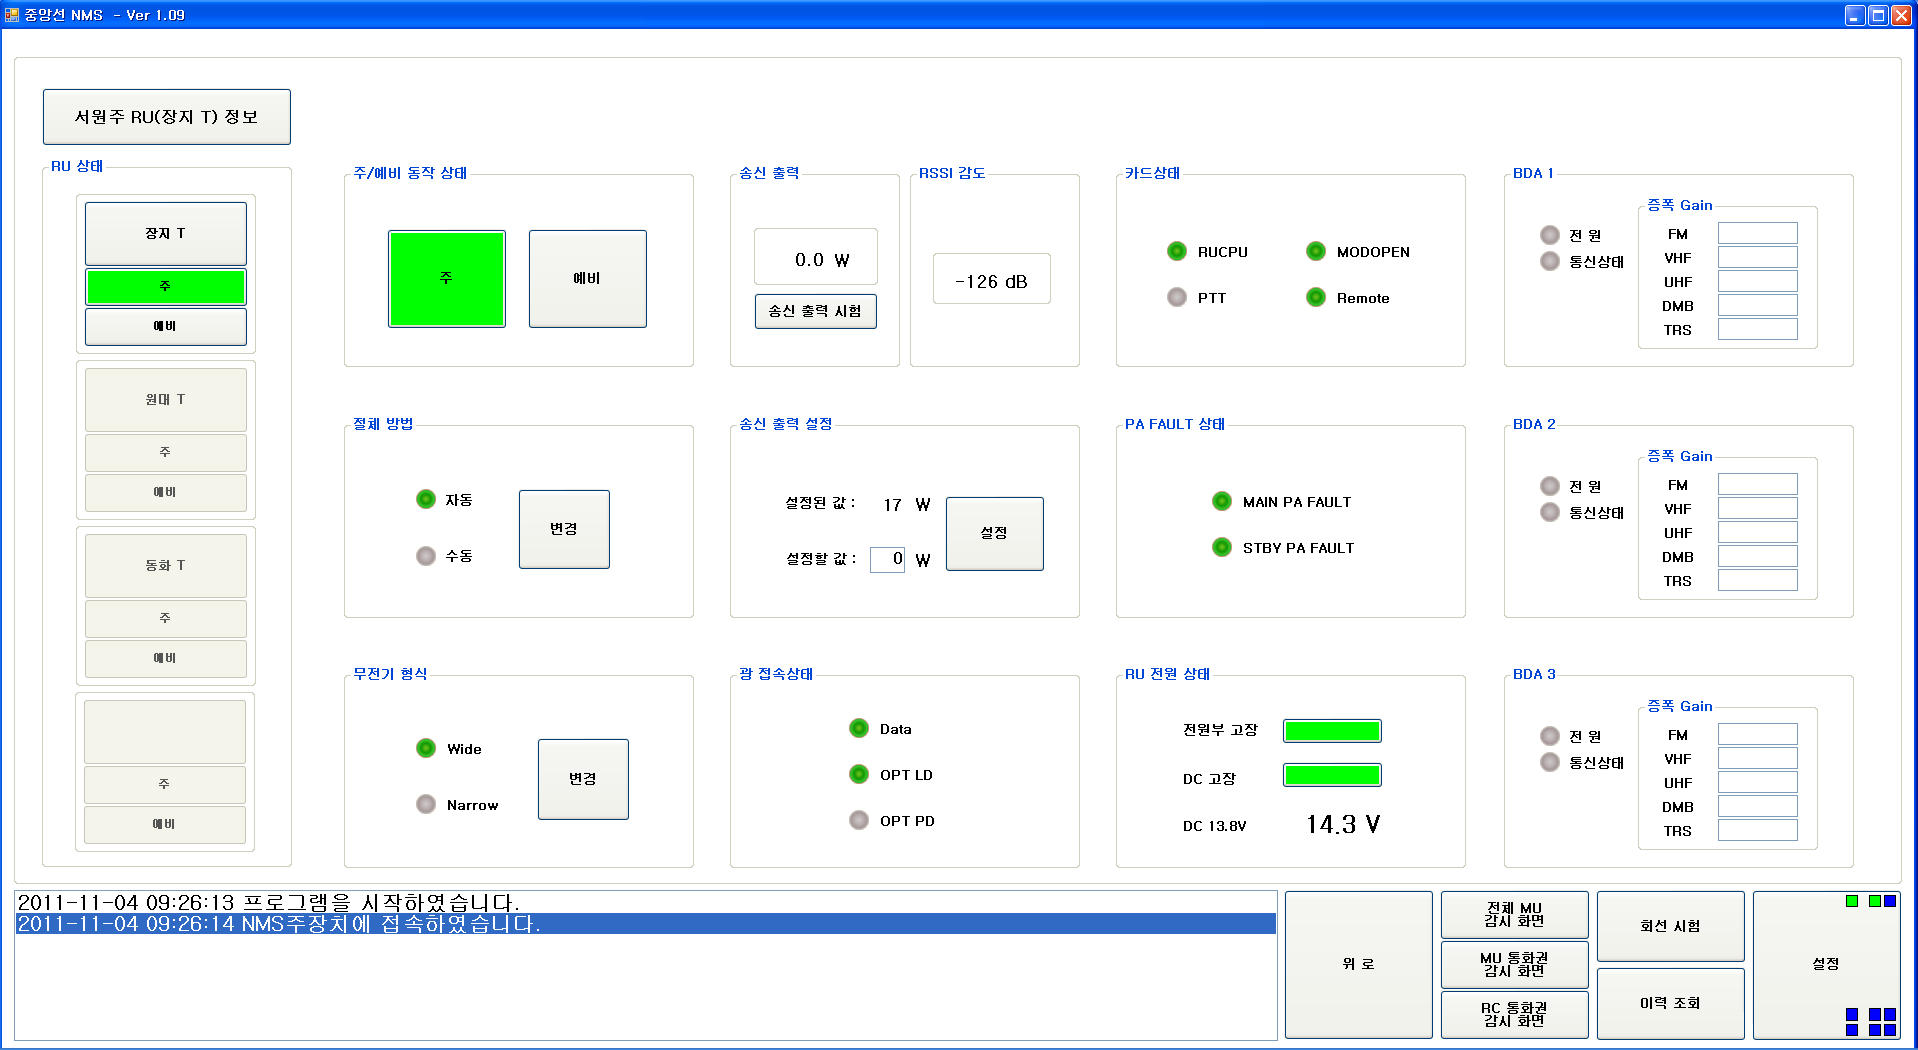 중앙선 NMS - Ver 1.09
서원주 RU(장지 T) 정보
RU 상태
장지 T
주
예비
원대 T
주
예비
동화 T
주
예비
주
예비
주/예비 동작 상태
주
예비
송신 출력
0.0 W
송신 출력 시험
RSSI 감도
-126 dB
카드상태
RUCPU
MODOPEN
PTT
Remote
BDA 1
전 원
통신상태
증폭 Gain
FM
VHF
UHF
DMB
TRS
절체 방법
자동
수동
변경
송신 출력 설정
설정된 값 : 17 W
설정할 값 : 0 W
설정
PA FAULT 상태
MAIN PA FAULT
STBY PA FAULT
BDA 2
전 원
통신상태
증폭 Gain
FM
VHF
UHF
DMB
TRS
무전기 형식
Wide
Narrow
변경
광 접속상태
Data
OPT LD
OPT PD
RU 전원 상태
전원부 고장
DC 고장
DC 13.8V 14.3 V
BDA 3
전 원
통신상태
증폭 Gain
FM
VHF
UHF
DMB
TRS
2011-11-04 09:26:13 프로그램을 시작하였습니다.
2011-11-04 09:26:14 NMS주장치에 접속하였습니다.
위 로
전체 MU
감시 화면
MU 통화권
감시 화면
RC 통화권
감시 화면
회선 시험
이력 조회
설정